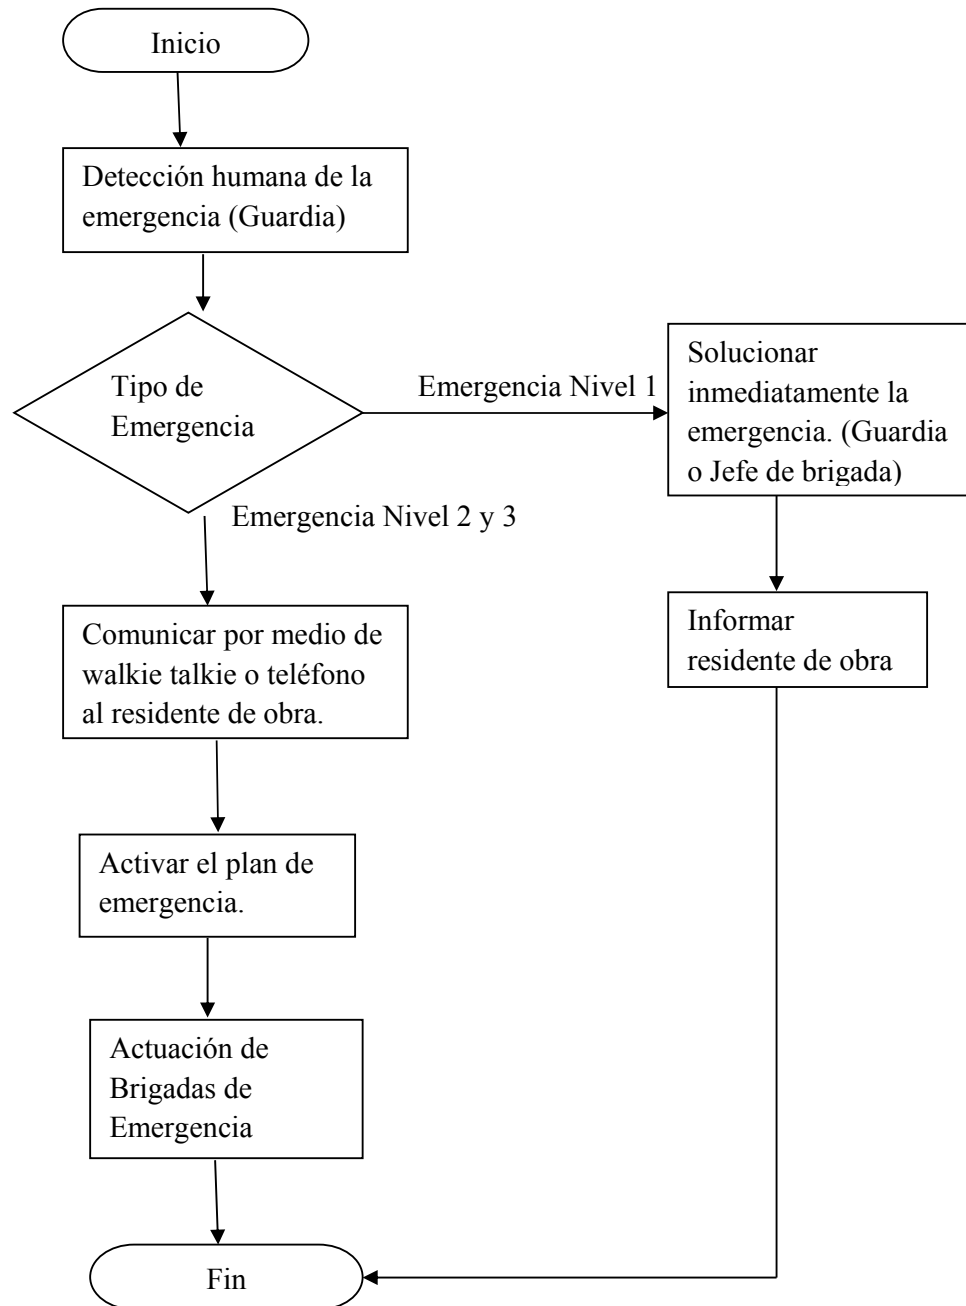 Inicio
Detección humana de la
emergencia (Guardia)
Tipo de
Emergencia
Emergencia Nivel 1
Solucionar
inmediatamente la
emergencia. (Guardia
o Jefe de brigada)
Emergencia Nivel 2 y 3
Informar
residente de obra
Comunicar por medio de
walkie talkie o teléfono
al residente de obra.
Activar el plan de
emergencia.
Actuación de
Brigadas de
Emergencia
Fin